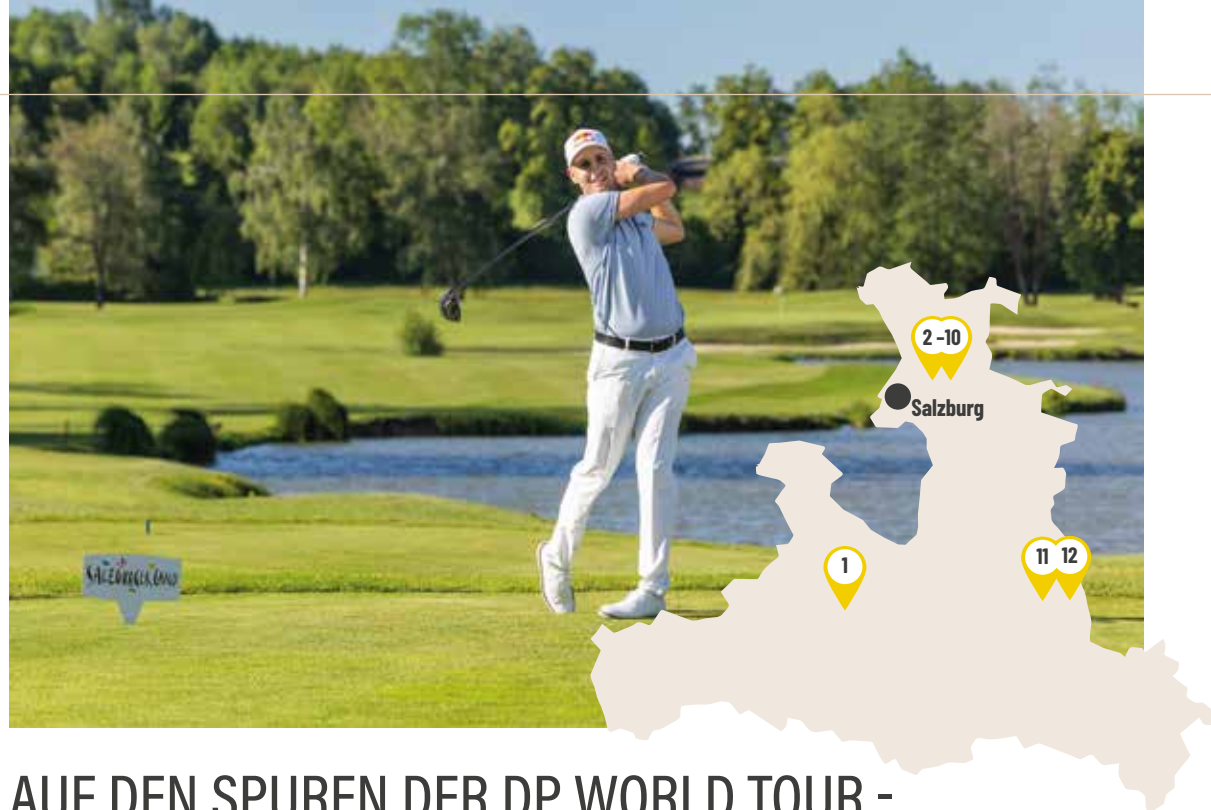 2 -10
Salzburg
SALZBURGERLAND
11 12
1
AUF DEN SPUREN DER DP WORLD TOUR -